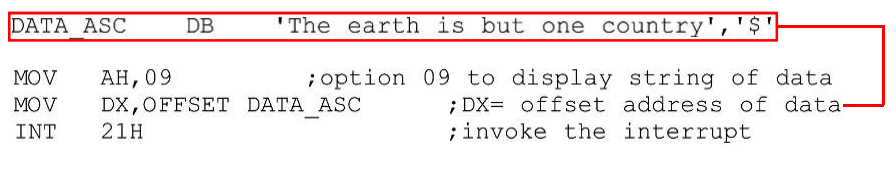 DATA_ASC DB 'The earth is but one country','$'
MOV AH,09 ;option 09 to display string of data
MOV DX,OFFSET DATA_ASC ;DX= offset address of data
INT 21H ;invoke the interrupt